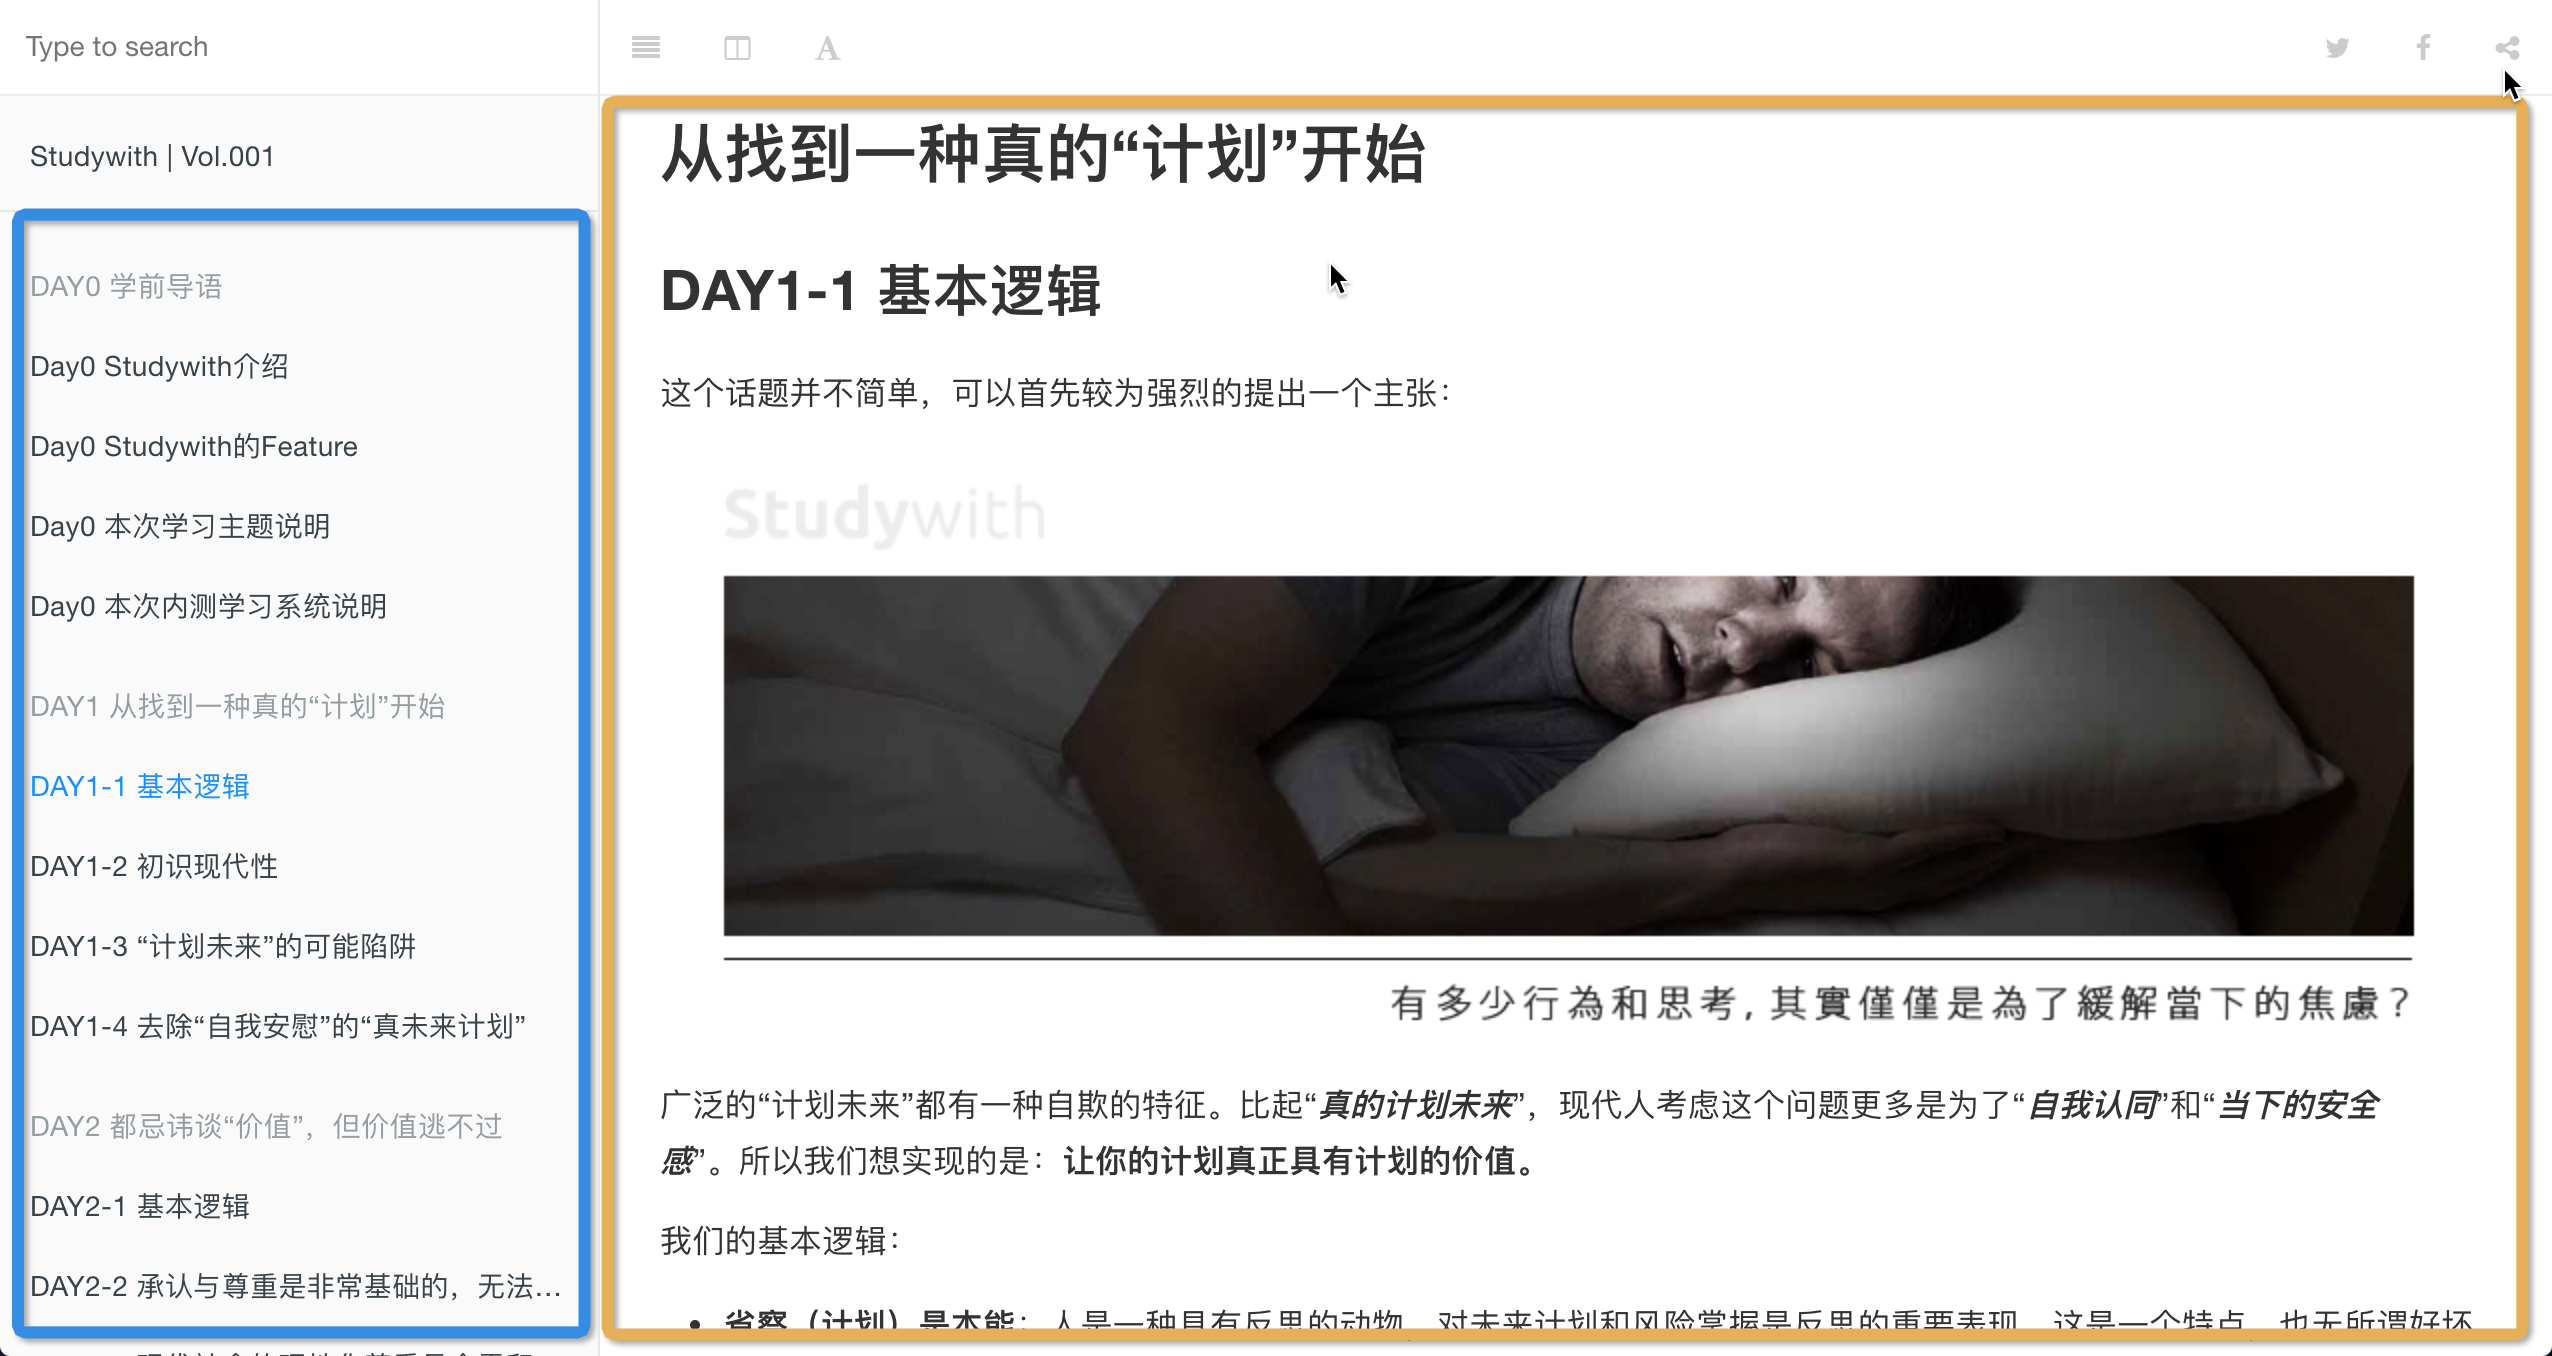 Type to search
A
Studywith | Vol.001
DAY0 学前导语
Day0 Studywith介绍
Day0 Studywith的Feature
Day0 本次学习主题说明
Day0 本次内测学习系统说明
DAY1 从找到一种真的“计划”开始
DAY1-1 基本逻辑
DAY1-2 初识现代性
DAY1-3 “计划未来”的可能陷阱
DAY1-4 去除“自我安慰”的“真未来计划”
DAY2 都忌讳谈“价值”，但价值逃不过
DAY2-1 基本逻辑
DAY2-2 承认与尊重是非常基础的，无法…
从找到一种真的“计划”开始
DAY1-1 基本逻辑
这个话题并不简单，可以首先较为强烈的提出一个主张：
Studywith
有多少行為和思考，其實僅僅是為了緩解當下的焦慮？
广泛的“计划未来”都有一种自欺的特征。比起“真的计划未来”，现代人考虑这个问题更多是为了“自我认同”和“当下的安全
感”。所以我们想实现的是：让你的计划真正具有计划的价值。
我们的基本逻辑：
• 省察（计划）是本能：人是一种具有反思的动物，对未来计划和风险掌握是反思的重要表现，这是一个特点，也无所谓好坏